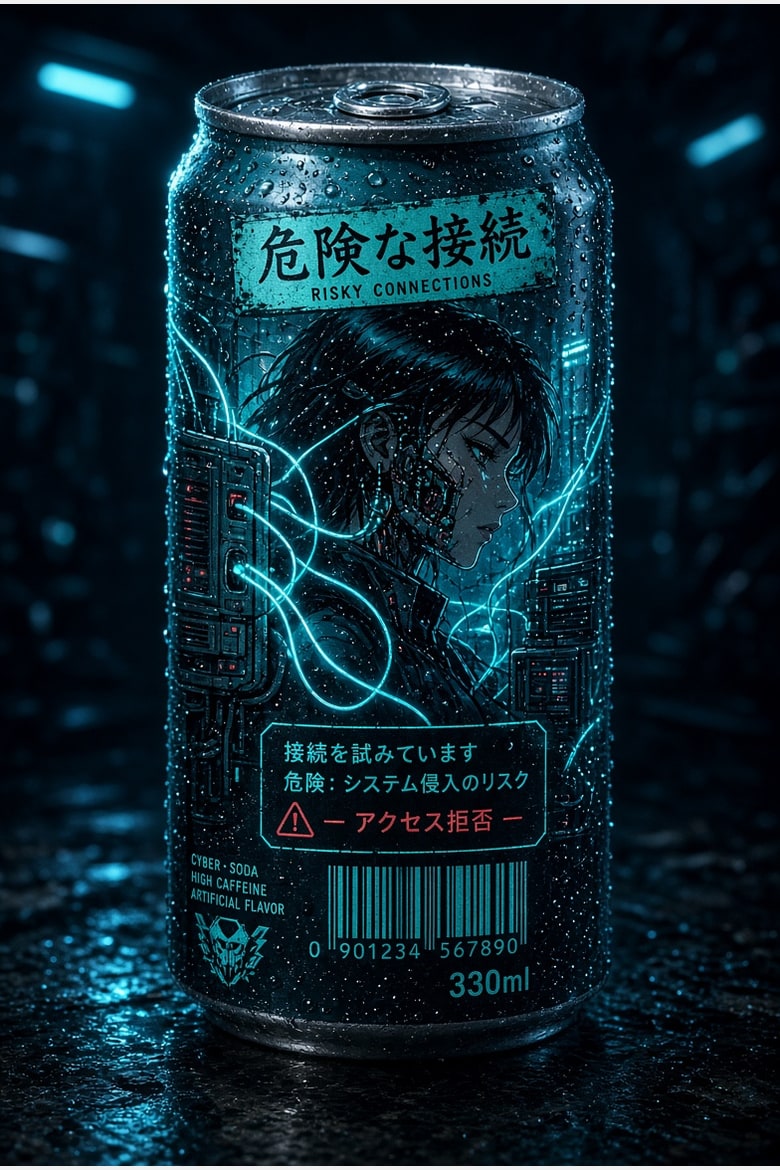 危険な接続
RISKY CONNECTIONS
接続を試みています
危険：システム侵入のリスク
— アクセス拒否 —
CYBER・SODA
HIGH CAFFEINE
ARTIFICIAL FLAVOR
0 901234 567890
330ml